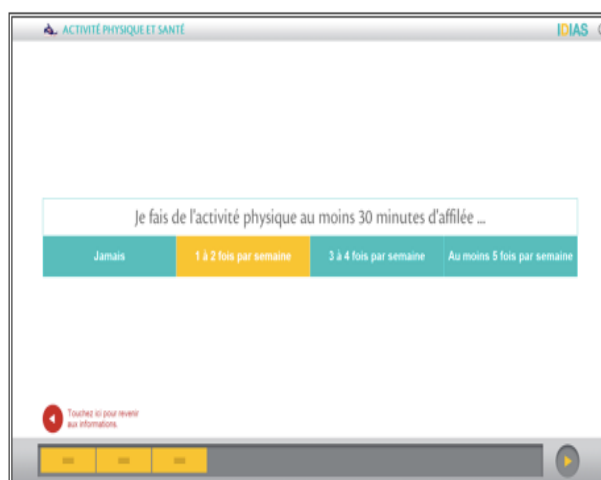 ACTIVITÉ PHYSIQUE ET SANTÉ
IDIAS
Je fais de l'activité physique au moins 30 minutes d'affilée ...
Jamais
1 à 2 fois par semaine
3 à 4 fois par semaine
Au moins 5 fois par semaine
Touchez ici pour revenir
aux informations.